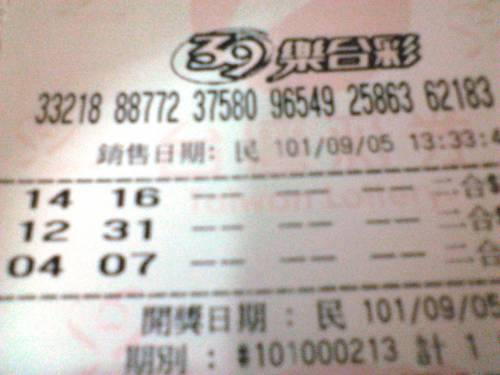 39樂合彩
33218 88772 37580 96549 25863 62183
銷售日期: 民 101/09/05 13:33:4
14 16 -- -- -- 二合
Taiwan Lottery
12 31 -- -- -- 二合
04 07 -- -- -- 二合
開獎日期 : 民 101/09/05
期別 : #101000213 計 1